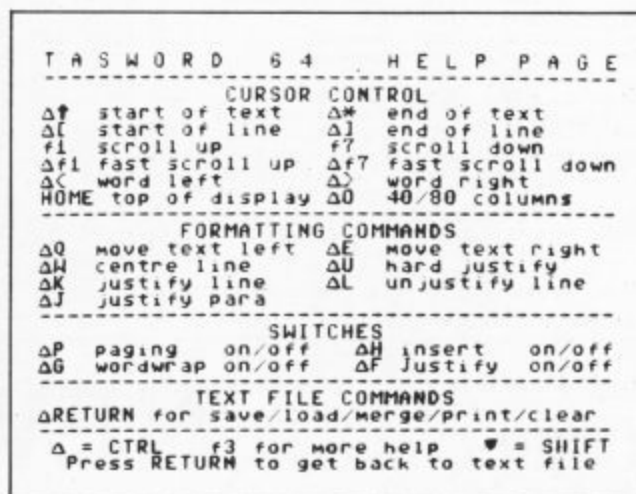 TASWORD 64 HELP PAGE
CURSOR CONTROL
Δ↑ start of text Δ* end of text
Δ[ start of line Δ] end of line
f1 scroll up f7 scroll down
Δf1 fast scroll up Δf7 fast scroll down
Δ< word left Δ> word right
HOME top of display ΔO 40/80 columns
FORMATTING COMMANDS
ΔQ move text left ΔE move text right
ΔW centre line ΔU hard justify
ΔK justify line ΔL unjustify line
ΔJ justify para
SWITCHES
ΔP paging on/off ΔH insert on/off
ΔG wordwrap on/off ΔF Justify on/off
TEXT FILE COMMANDS
ΔRETURN for save/load/merge/print/clear
Δ = CTRL f3 for more help ♥ = SHIFT
Press RETURN to get back to text file